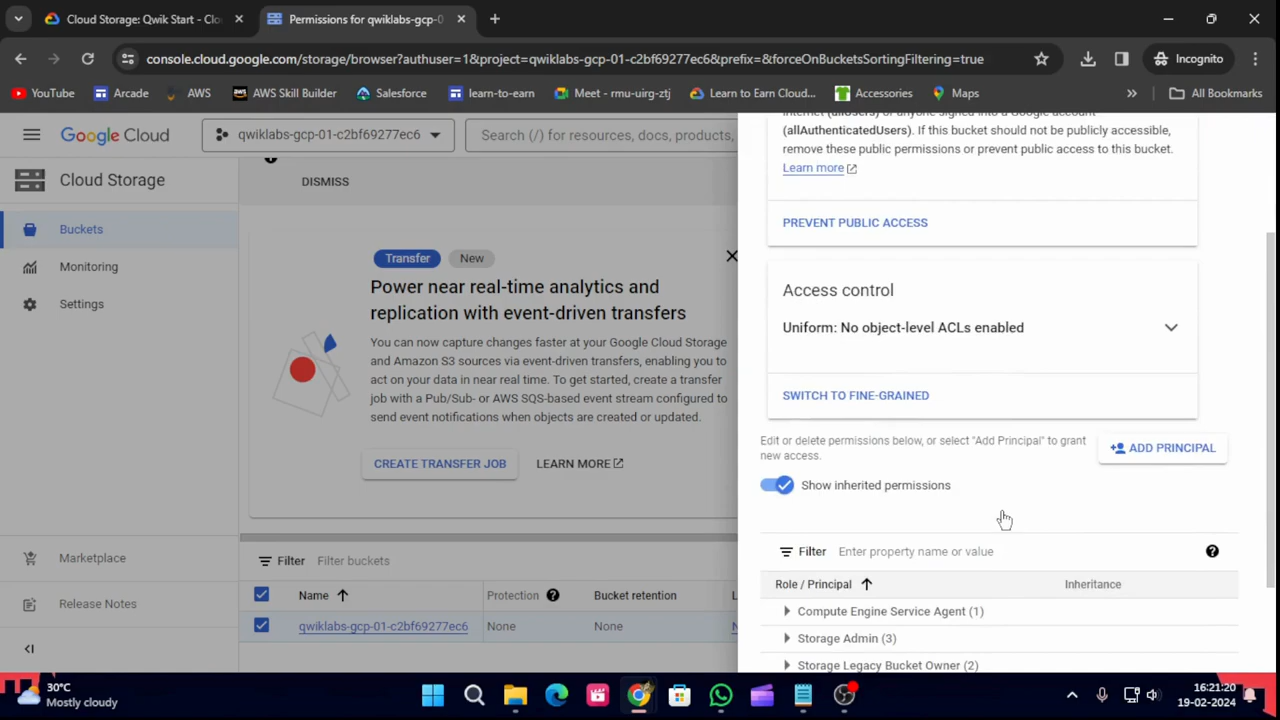 Cloud Storage: Qwik Start - Clo
Permissions for qwiklabs-gcp-0
console.cloud.google.com/storage/browser?authuser=1&project=qwiklabs-gcp-01-c2bf69277ec6&prefix=&forceOnBucketsSortingFiltering=true
Incognito
YouTube
Arcade
AWS
AWS Skill Builder
Salesforce
learn-to-earn
Meet - rmu-uirg-ztj
Learn to Earn Cloud...
Accessories
Maps
All Bookmarks
Google Cloud
qwiklabs-gcp-01-c2bf69277ec6
Search (/) for resources, docs, products,
Cloud Storage
Buckets
Monitoring
Settings
Marketplace
Release Notes
DISMISS
Transfer
New
Power near real-time analytics and
replication with event-driven transfers
You can now capture changes faster at your Google Cloud Storage
and Amazon S3 sources via event-driven transfers, enabling you to
act on your data in near real time. To get started, create a transfer
job with a Pub/Sub- or AWS SQS-based event stream configured to
send event notifications when objects are created or updated.
CREATE TRANSFER JOB
LEARN MORE
Filter Filter buckets
Name
Protection
Bucket retention
L
qwiklabs-gcp-01-c2bf69277ec6
None
None
N
internet (allUsers) or anyone signed into a Google account
(allAuthenticatedUsers). If this bucket should not be publicly accessible,
remove these public permissions or prevent public access to this bucket.
Learn more
PREVENT PUBLIC ACCESS
Access control
Uniform: No object-level ACLs enabled
SWITCH TO FINE-GRAINED
Edit or delete permissions below, or select "Add Principal" to grant
new access.
ADD PRINCIPAL
Show inherited permissions
Filter Enter property name or value
Role / Principal
Inheritance
Compute Engine Service Agent (1)
Storage Admin (3)
Storage Legacy Bucket Owner (2)
30°C
Mostly cloudy
16:21:20
19-02-2024